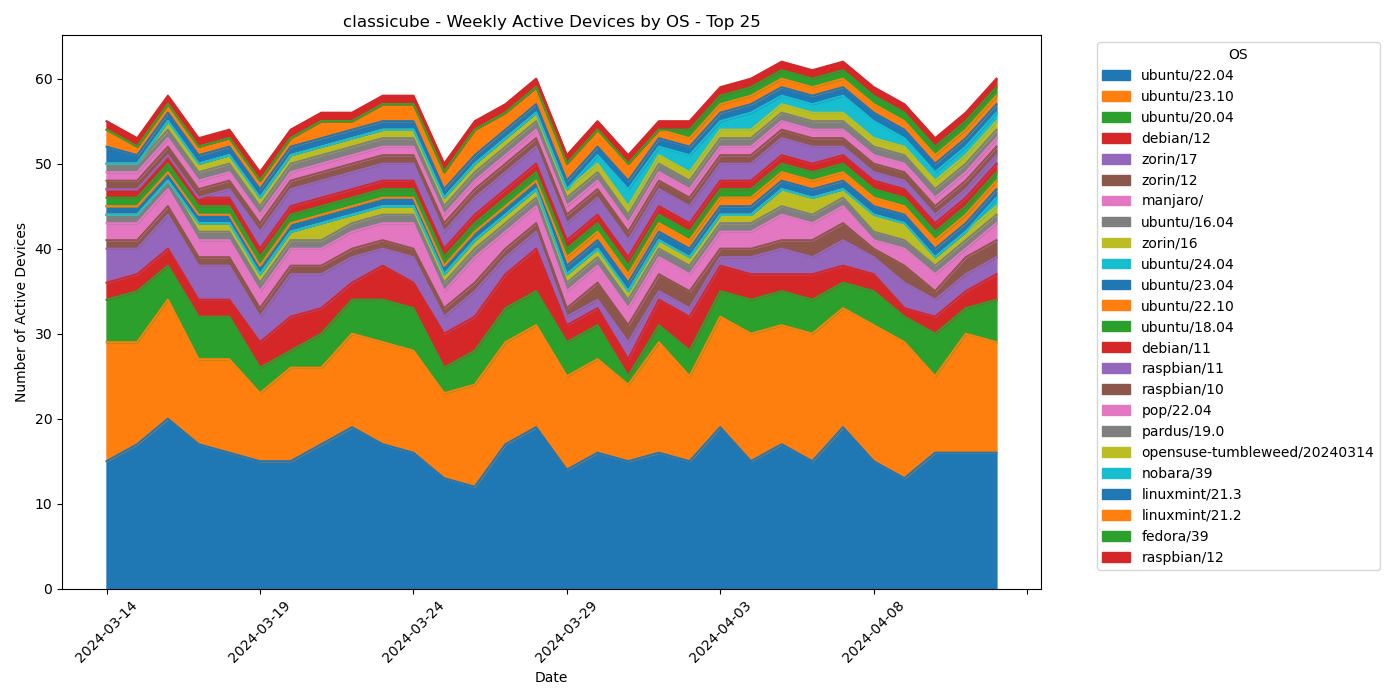 classicube - Weekly Active Devices by OS - Top 25
Number of Active Devices
60
50
40
30
20
10
0
2024-03-14
2024-03-19
2024-03-24
2024-03-29
2024-04-03
2024-04-08
Date
OS
ubuntu/22.04
ubuntu/23.10
ubuntu/20.04
debian/12
zorin/17
zorin/12
manjaro/
ubuntu/16.04
zorin/16
ubuntu/24.04
ubuntu/23.04
ubuntu/22.10
ubuntu/18.04
debian/11
raspbian/11
raspbian/10
pop/22.04
pardus/19.0
opensuse-tumbleweed/20240314
nobara/39
linuxmint/21.3
linuxmint/21.2
fedora/39
raspbian/12